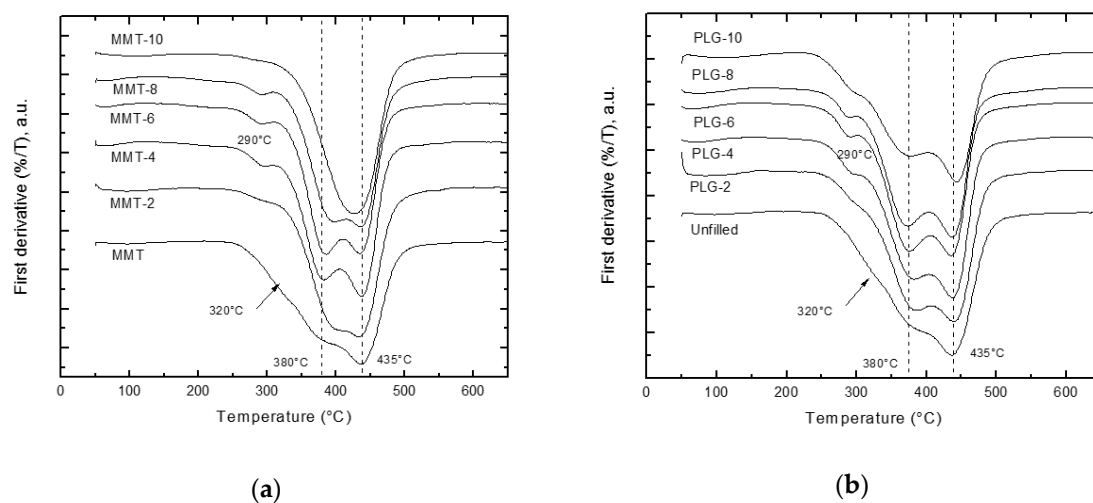 MMT-10
MMT-8
MMT-6
290°C
MMT-4
MMT-2
MMT
320°C
380°C
435°C
First derivative (%/T), a.u.
0 100 200 300 400 500 600
Temperature (°C)
(a)
PLG-10
PLG-8
PLG-6
290°C
PLG-4
PLG-2
Unfilled
320°C
380°C
435°C
First derivative (%/T), a.u.
0 100 200 300 400 500 600
Temperature (°C)
(b)